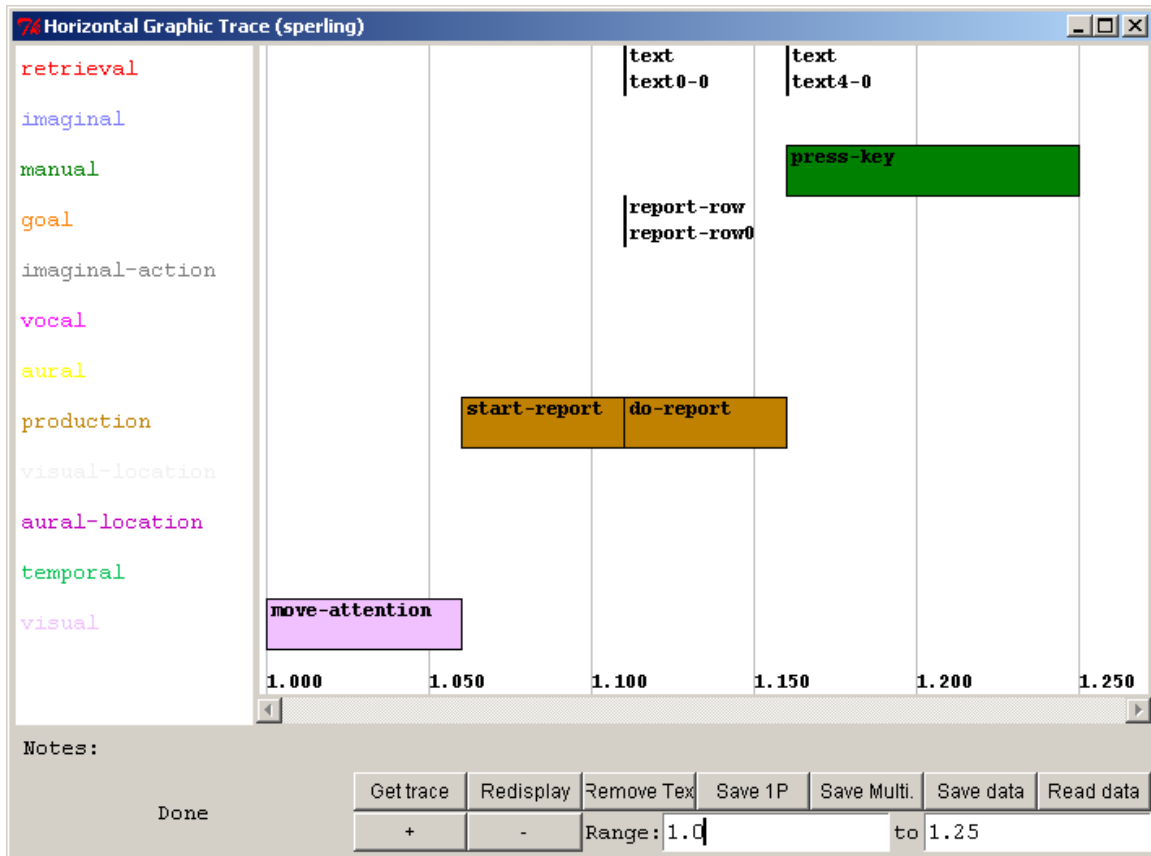 Horizontal Graphic Trace (sperling)
retrieval
text
text0-0
text
text4-0
imaginal
manual
press-key
goal
report-row
report-row0
imaginal-action
vocal
aural
production
start-report
do-report
visual-location
aural-location
temporal
visual
move-attention
1.000 1.050 1.100 1.150 1.200 1.250
Notes:
Done
Get trace Redisplay Remove Tex Save 1P Save Multi. Save data Read data
+ - Range: 1.0 to 1.25